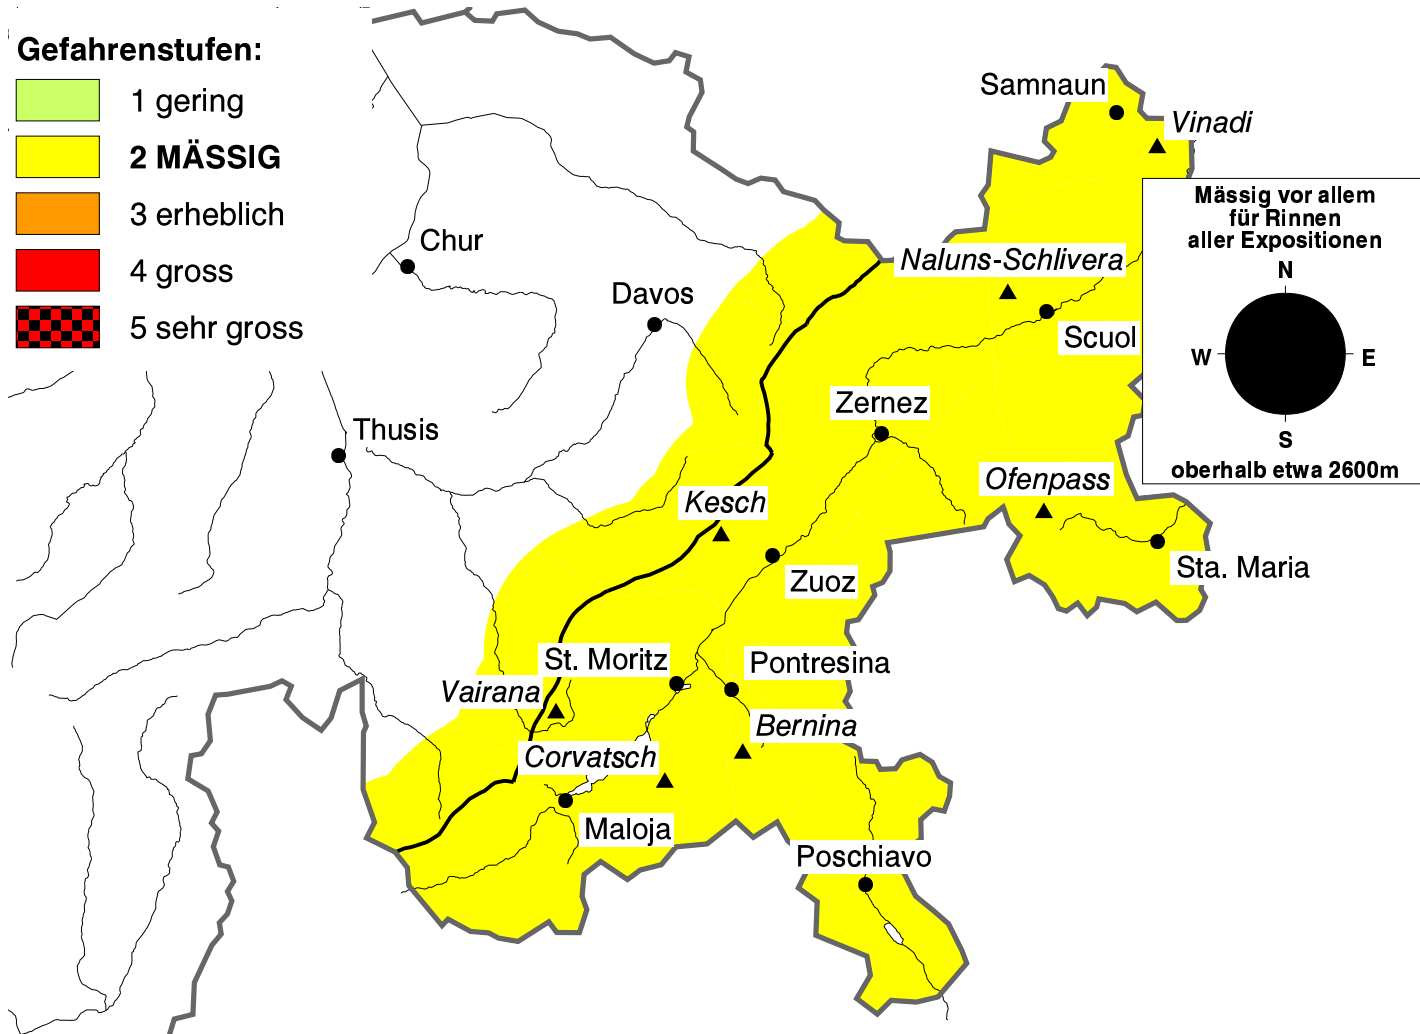 Gefahrenstufen:
1 gering
2 MÄSSIG
3 erheblich
4 gross
5 sehr gross
Samnaun
Vinadi
Mässig vor allem
für Rinnen
aller Expositionen
N
W
E
S
oberhalb etwa 2600m
Chur
Naluns-Schlivera
Davos
Scuol
Zernez
Thusis
Kesch
Ofenpass
Zuoz
Sta. Maria
St. Moritz
Pontresina
Vairana
Bernina
Corvatsch
Maloja
Poschiavo